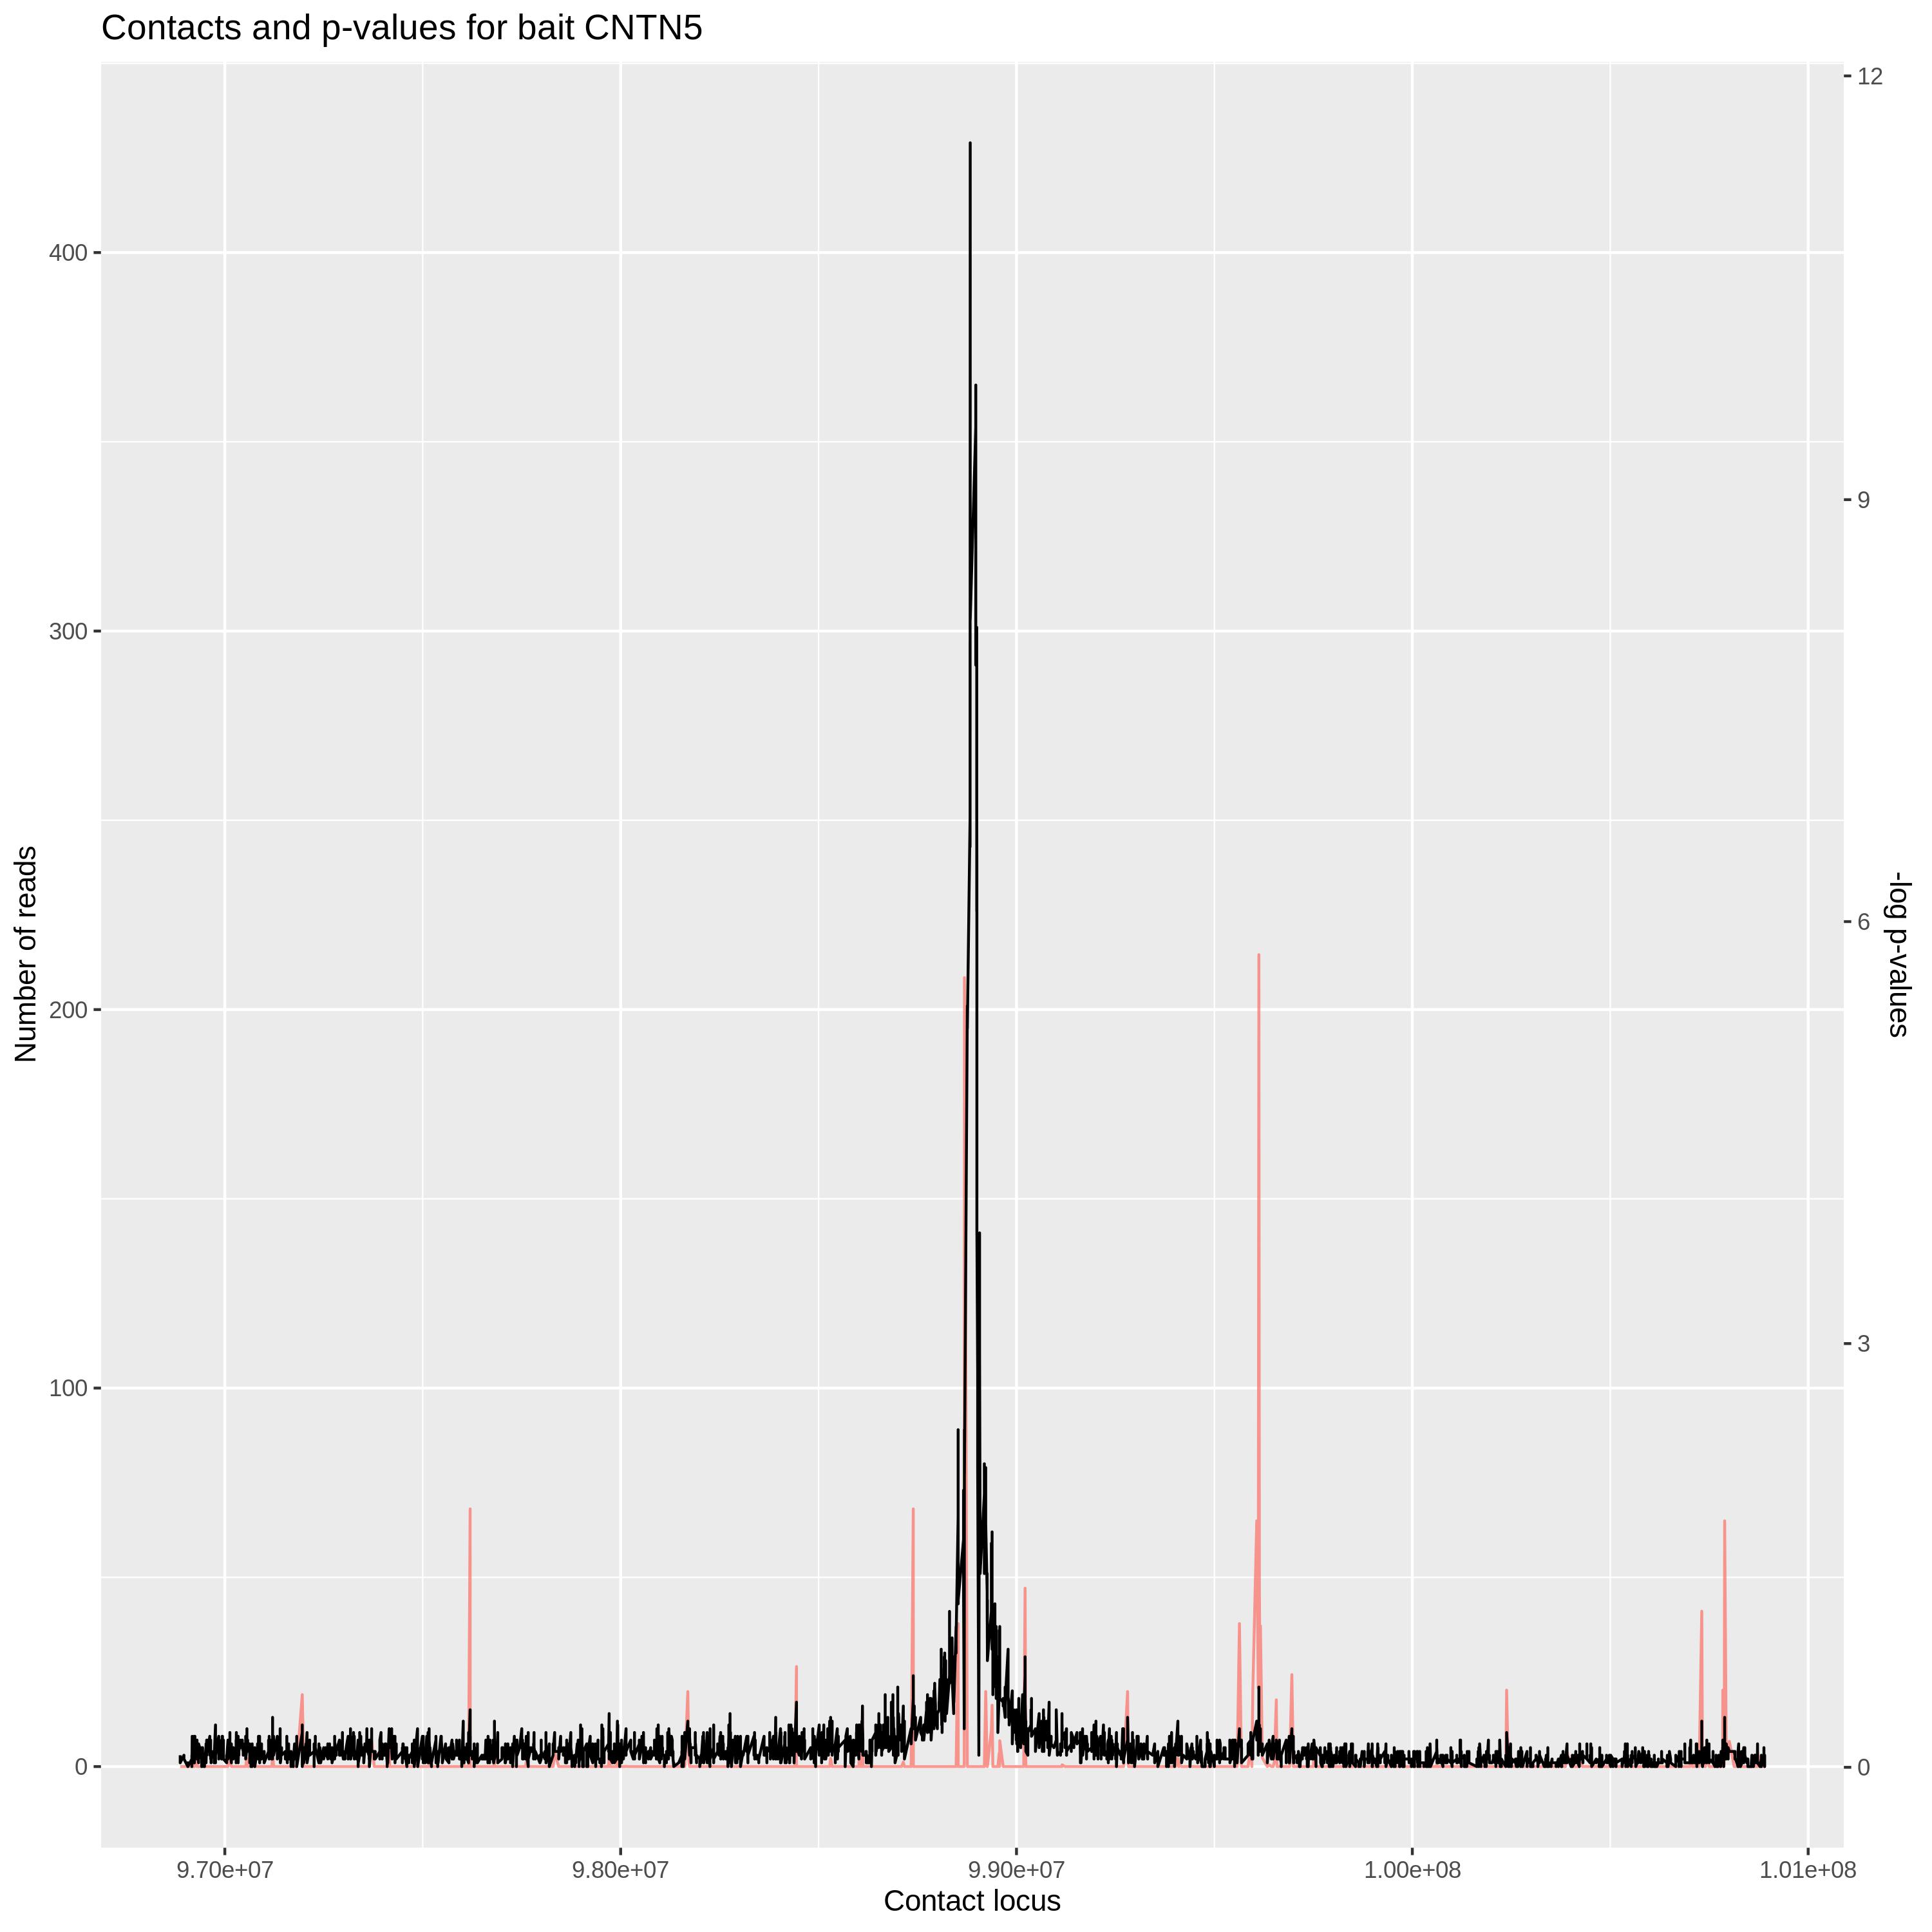 Contacts and p-values for bait CNTN5
12
400
9
300
Number of reads
-log p-values
6
200
3
100
0
0
9.70e+07
9.80e+07
9.90e+07
1.00e+08
1.01e+08
Contact locus